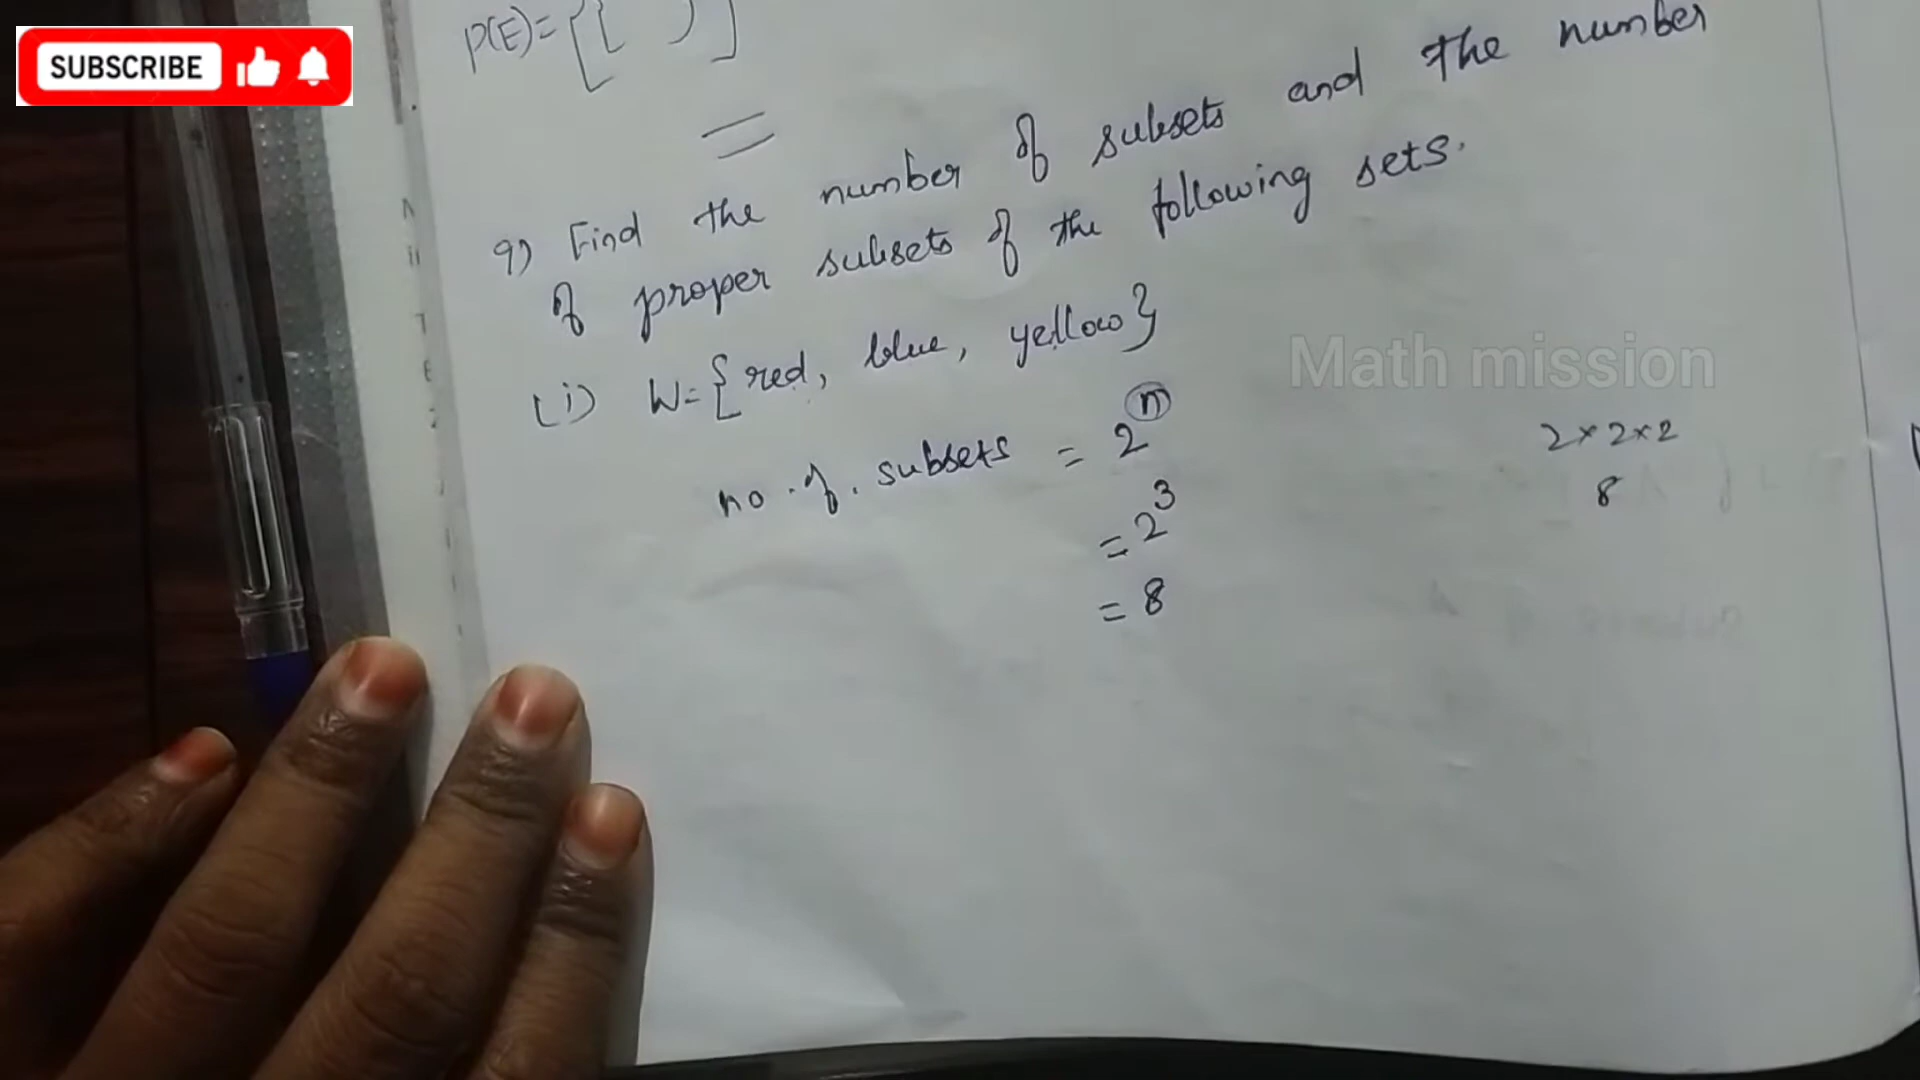 SUBSCRIBE
P(E)=[[ )]
9) Find the number of subsets and the number
of proper subsets of the following sets.
(i) W={red, blue, yellow}
Math mission
no.of. subsets = 2^n
= 2^3
= 8
2×2×2
8